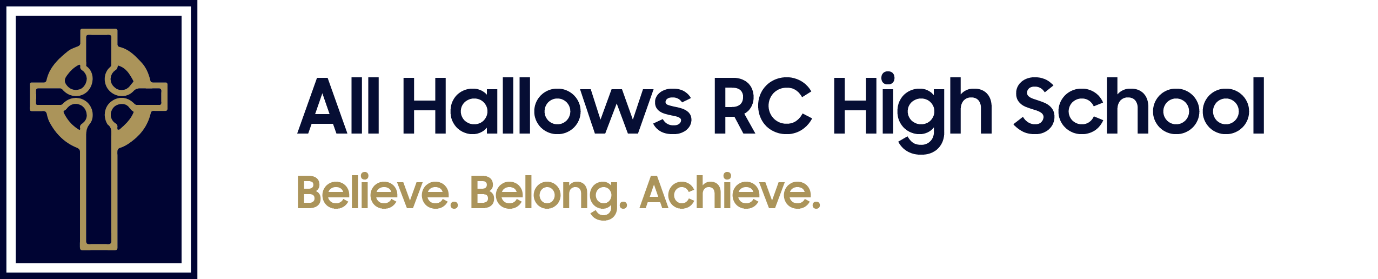 All Hallows RC High School
Believe. Belong. Achieve.